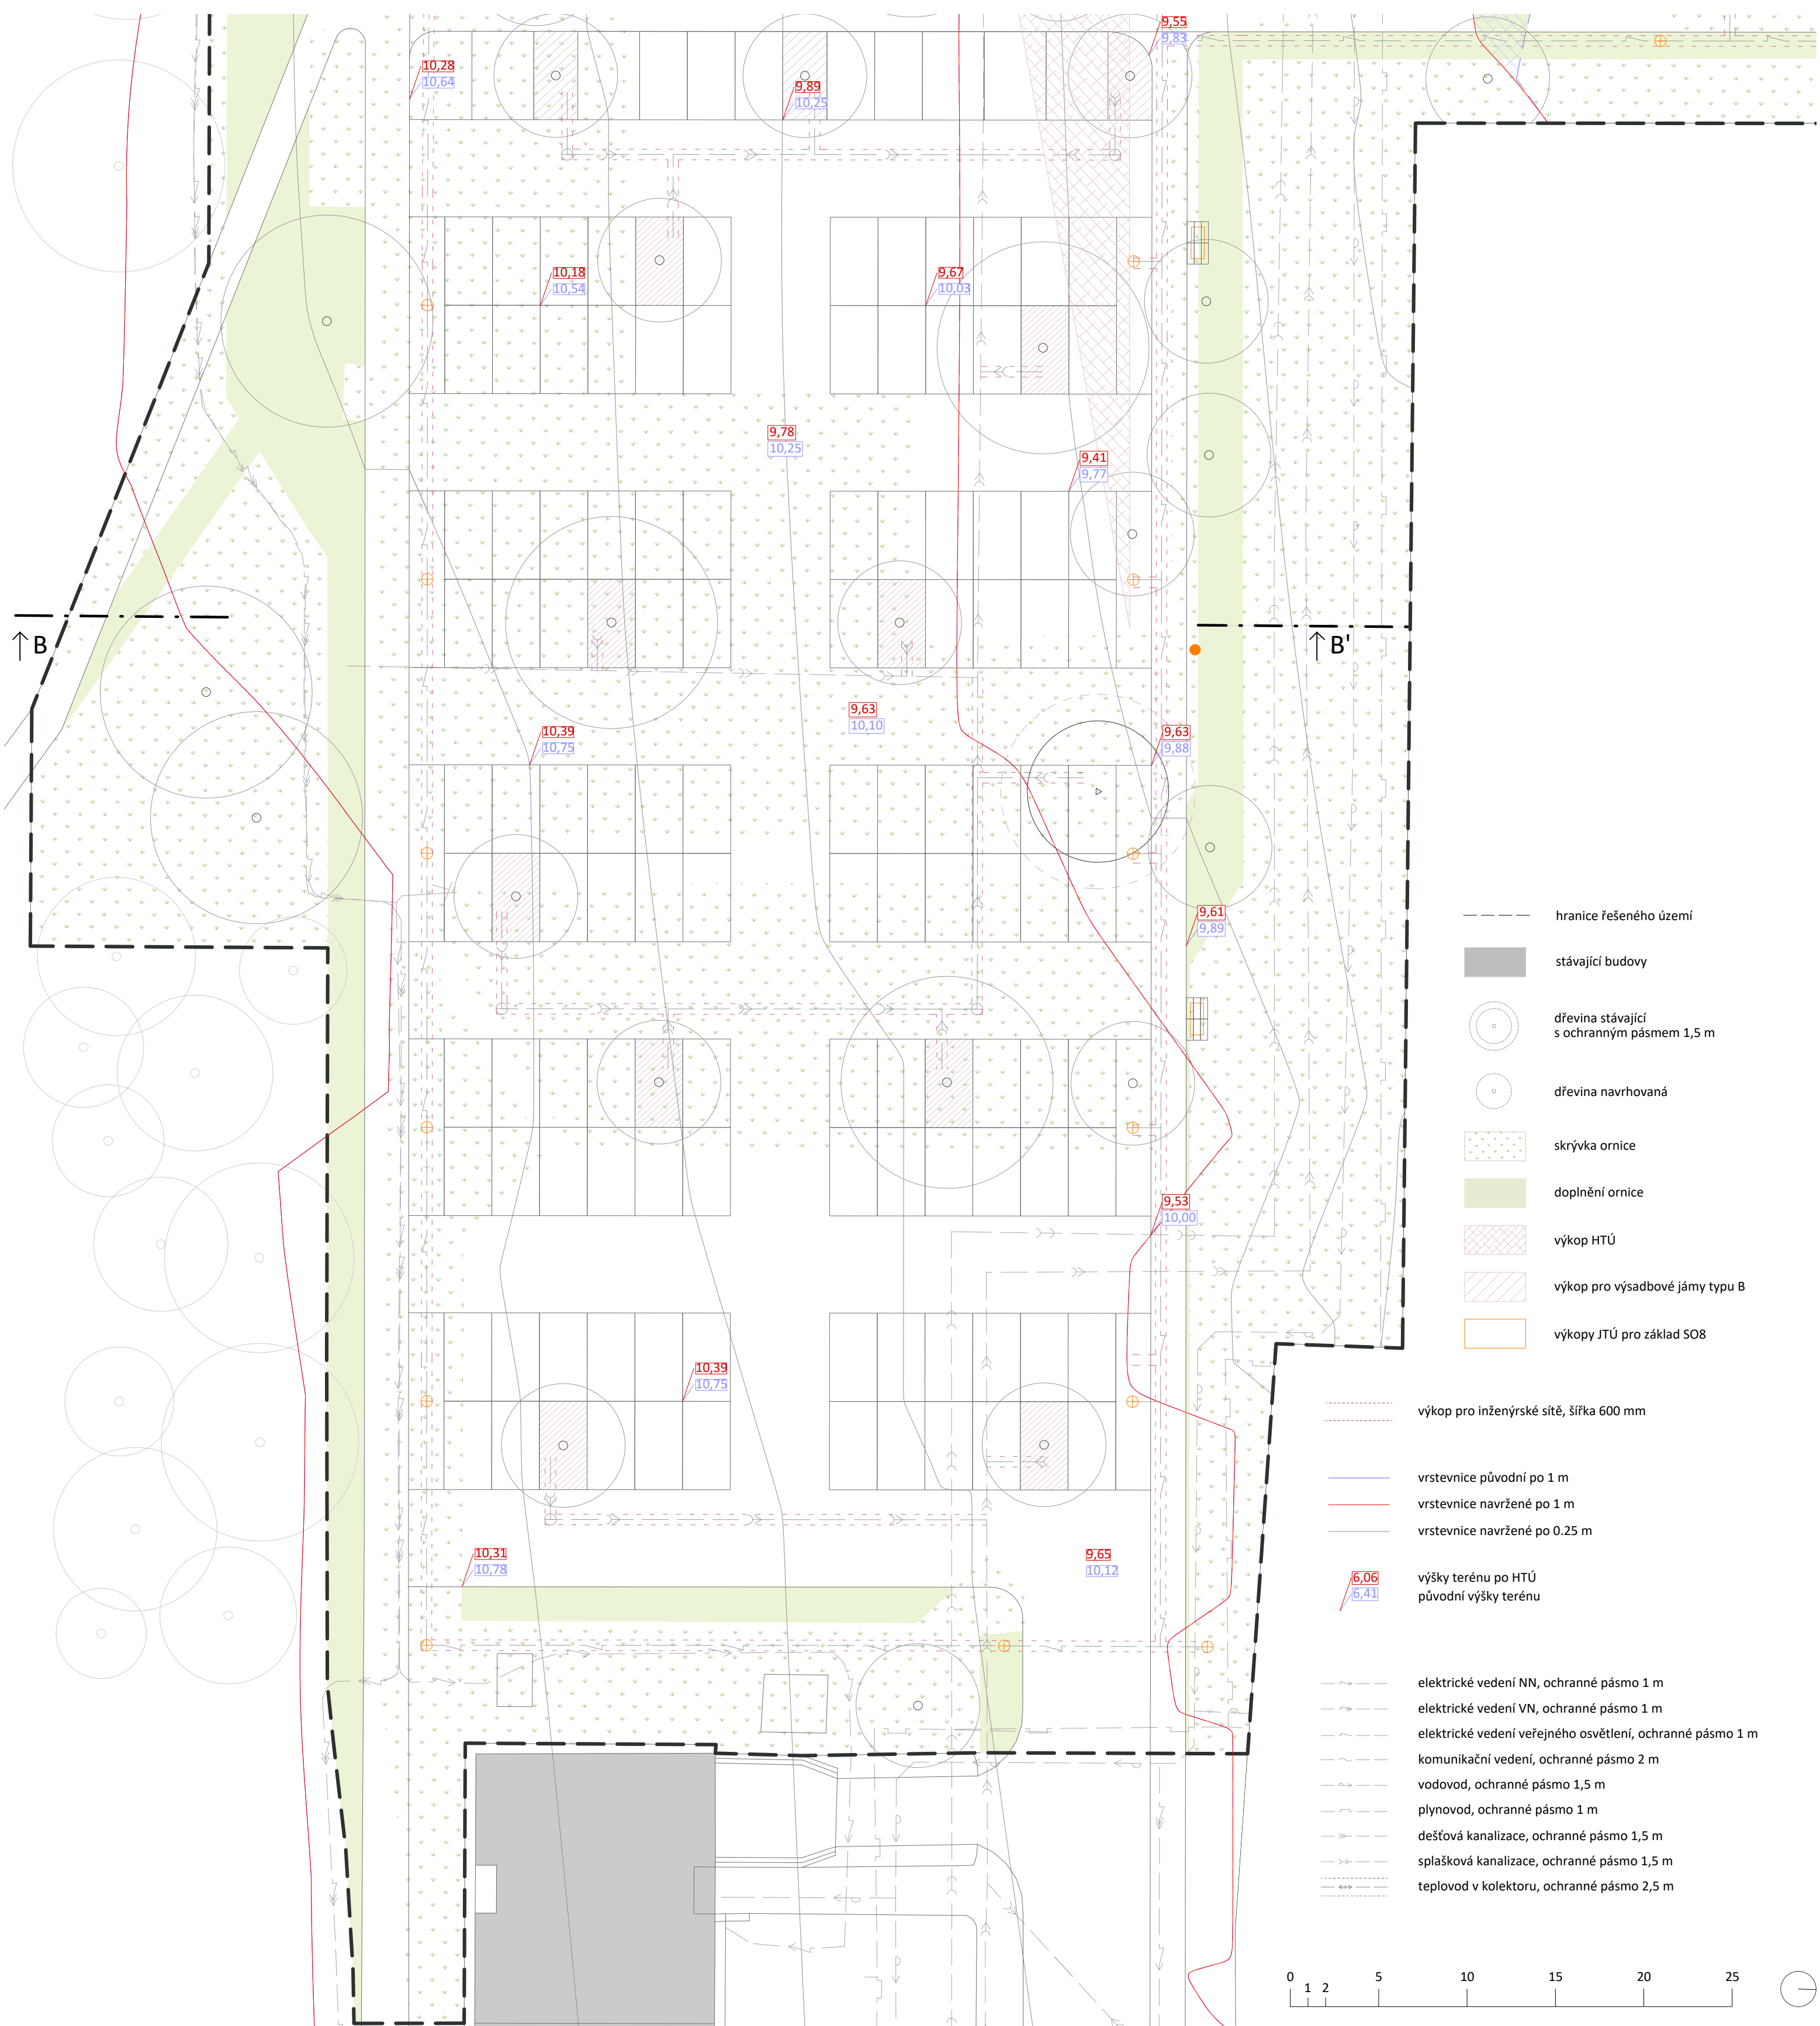 9,55
9,83
10,28
10,64
9,89
10,25
10,18
10,54
9,67
10,03
9,78
10,25
9,41
9,77
B
B'
9,63
10,10
10,39
10,75
9,63
9,88
9,61
9,89
9,53
10,00
10,39
10,75
10,31
10,78
9,65
10,12
hranice řešeného území
stávající budovy
dřevina stávající
s ochranným pásmem 1,5 m
dřevina navrhovaná
skrývka ornice
doplnění ornice
výkop HTÚ
výkop pro výsadbové jámy typu B
výkopy JTÚ pro základ SO8
výkop pro inženýrské sítě, šířka 600 mm
vrstevnice původní po 1 m
vrstevnice navržené po 1 m
vrstevnice navržené po 0.25 m
6,06
6,41
výšky terénu po HTÚ
původní výšky terénu
elektrické vedení NN, ochranné pásmo 1 m
elektrické vedení VN, ochranné pásmo 1 m
elektrické vedení veřejného osvětlení, ochranné pásmo 1 m
komunikační vedení, ochranné pásmo 2 m
vodovod, ochranné pásmo 1,5 m
plynovod, ochranné pásmo 1 m
dešťová kanalizace, ochranné pásmo 1,5 m
splašková kanalizace, ochranné pásmo 1,5 m
teplovod v kolektoru, ochranné pásmo 2,5 m
0 1 2 5 10 15 20 25